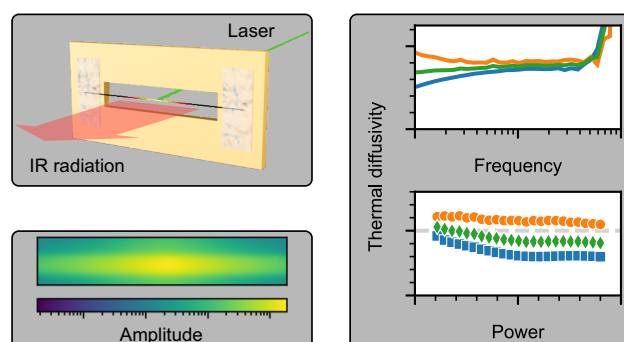 Laser
IR radiation
Amplitude
Thermal diffusivity
Frequency
Power